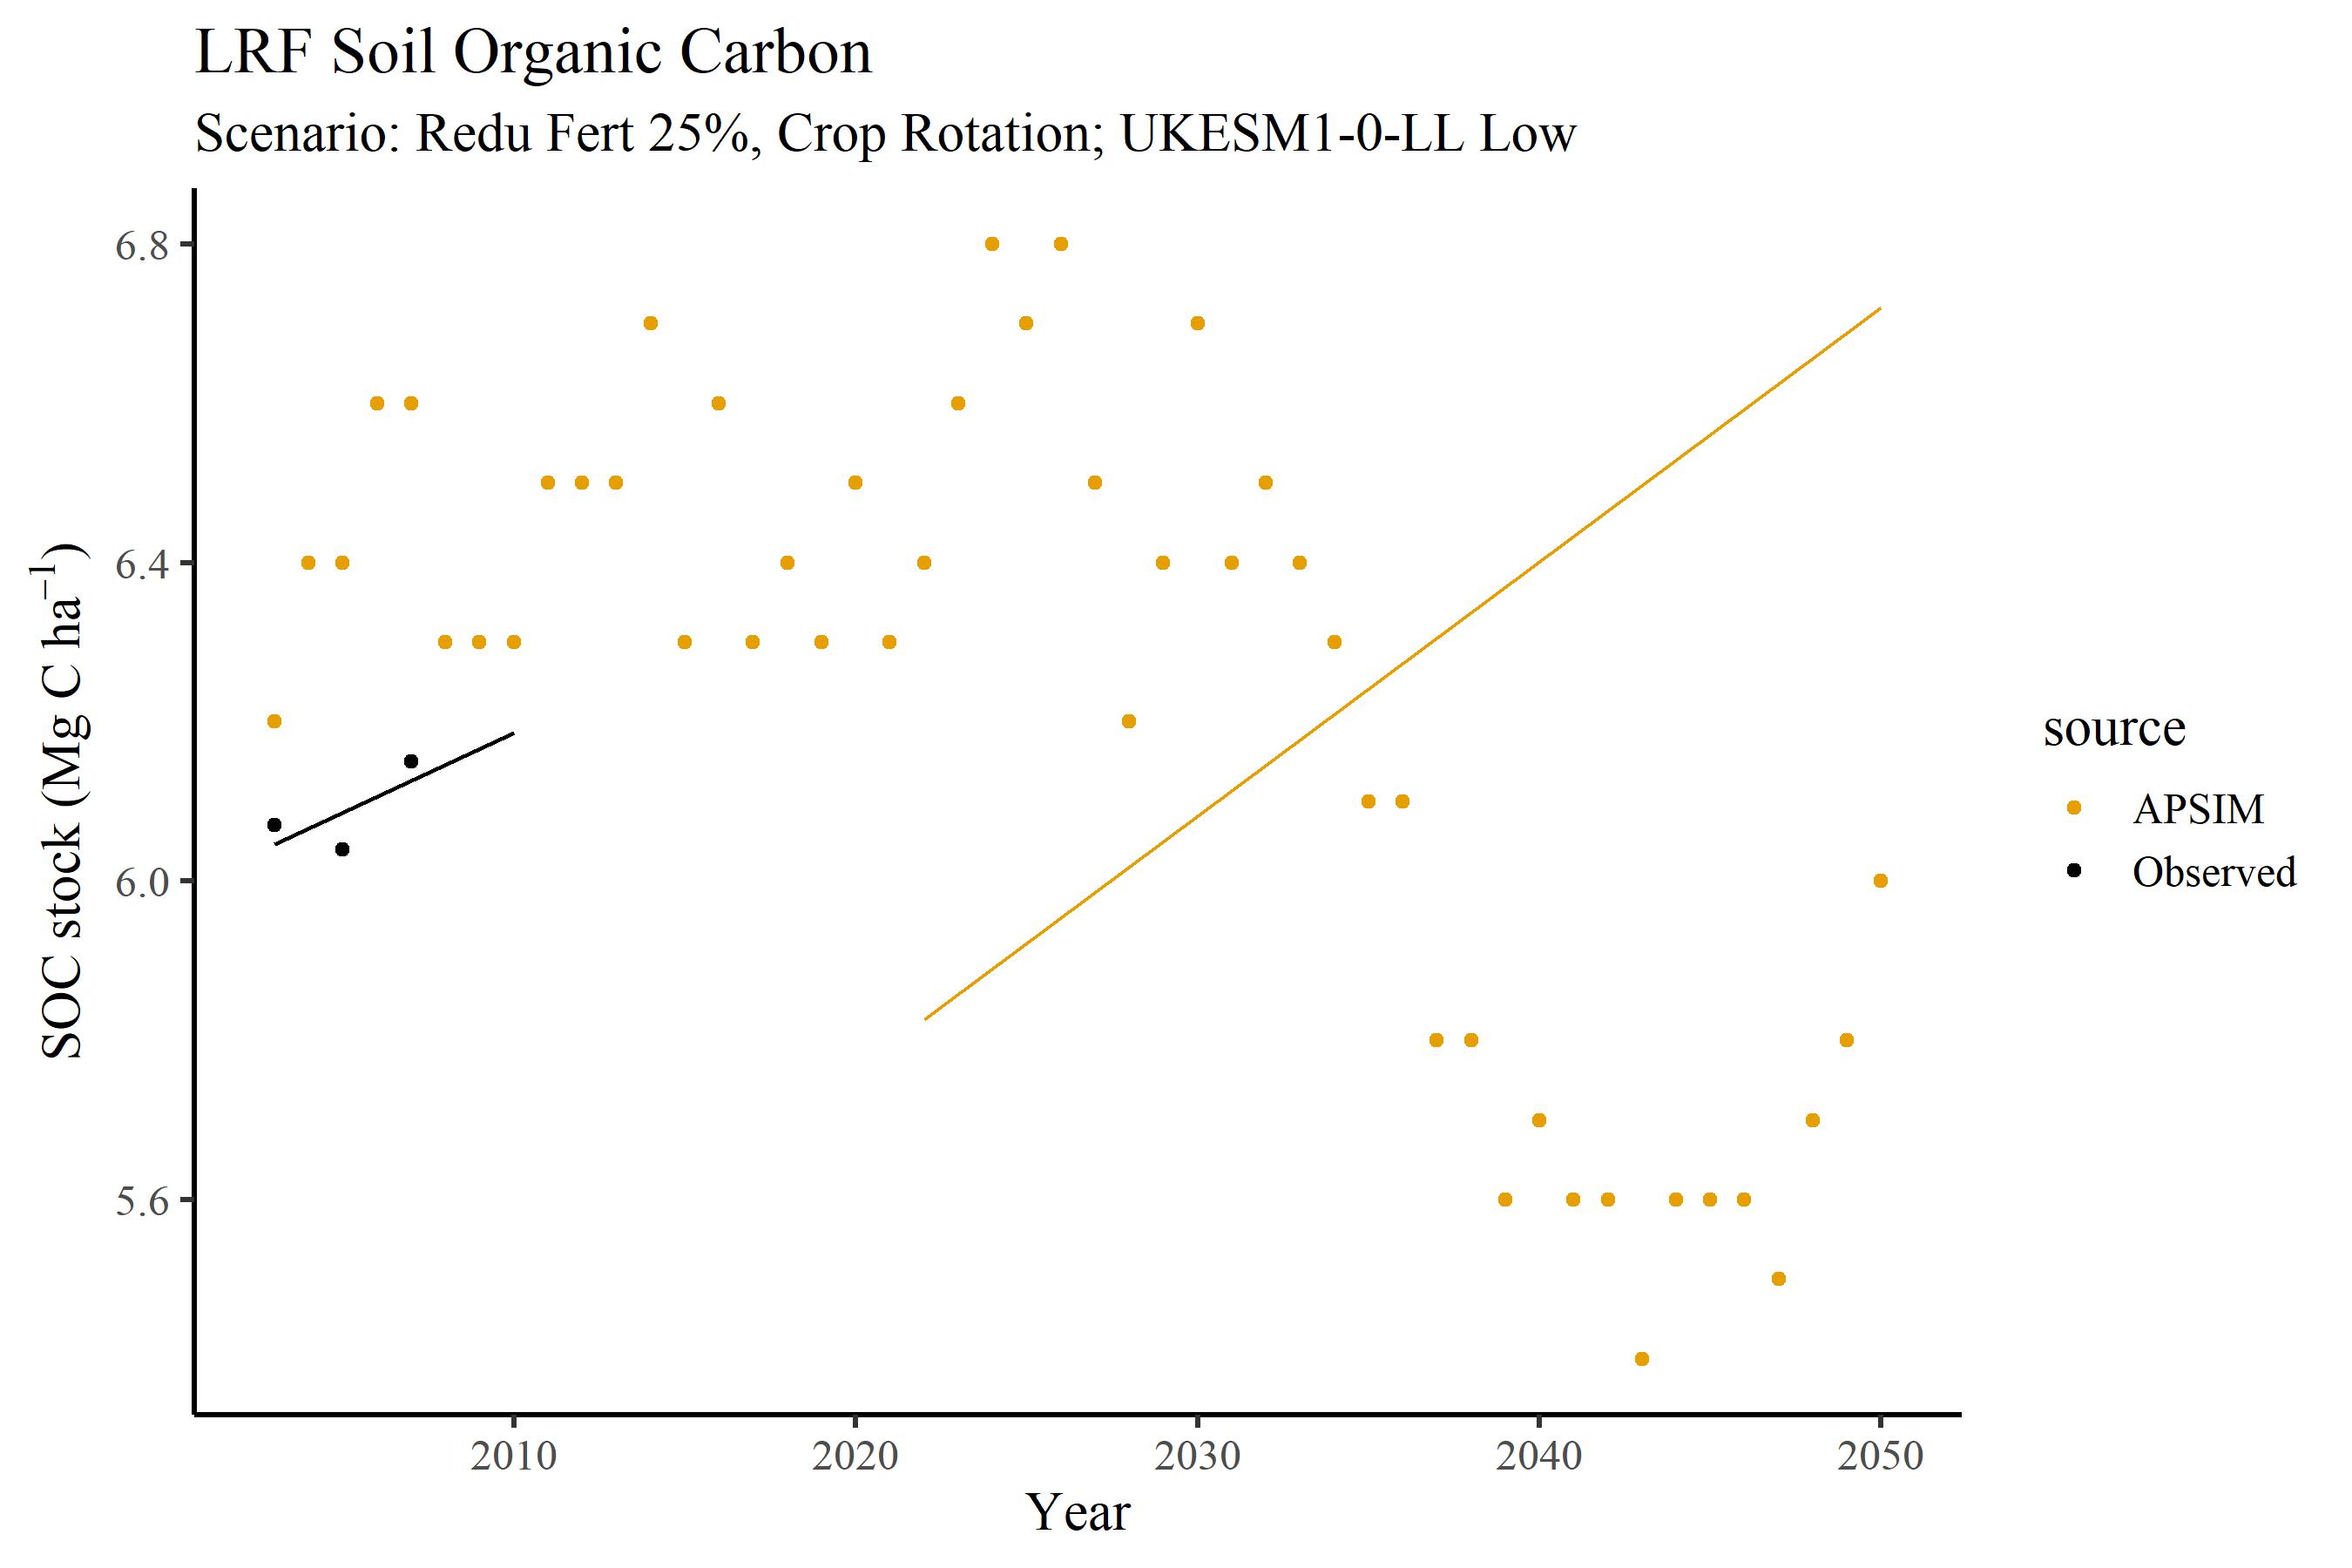 LRF Soil Organic Carbon
Scenario: Redu Fert 25%, Crop Rotation; UKESM1-0-LL Low
SOC stock (Mg C ha⁻¹)
6.8
6.4
6.0
5.6
2010 2020 2030 2040 2050
Year
source
APSIM
Observed